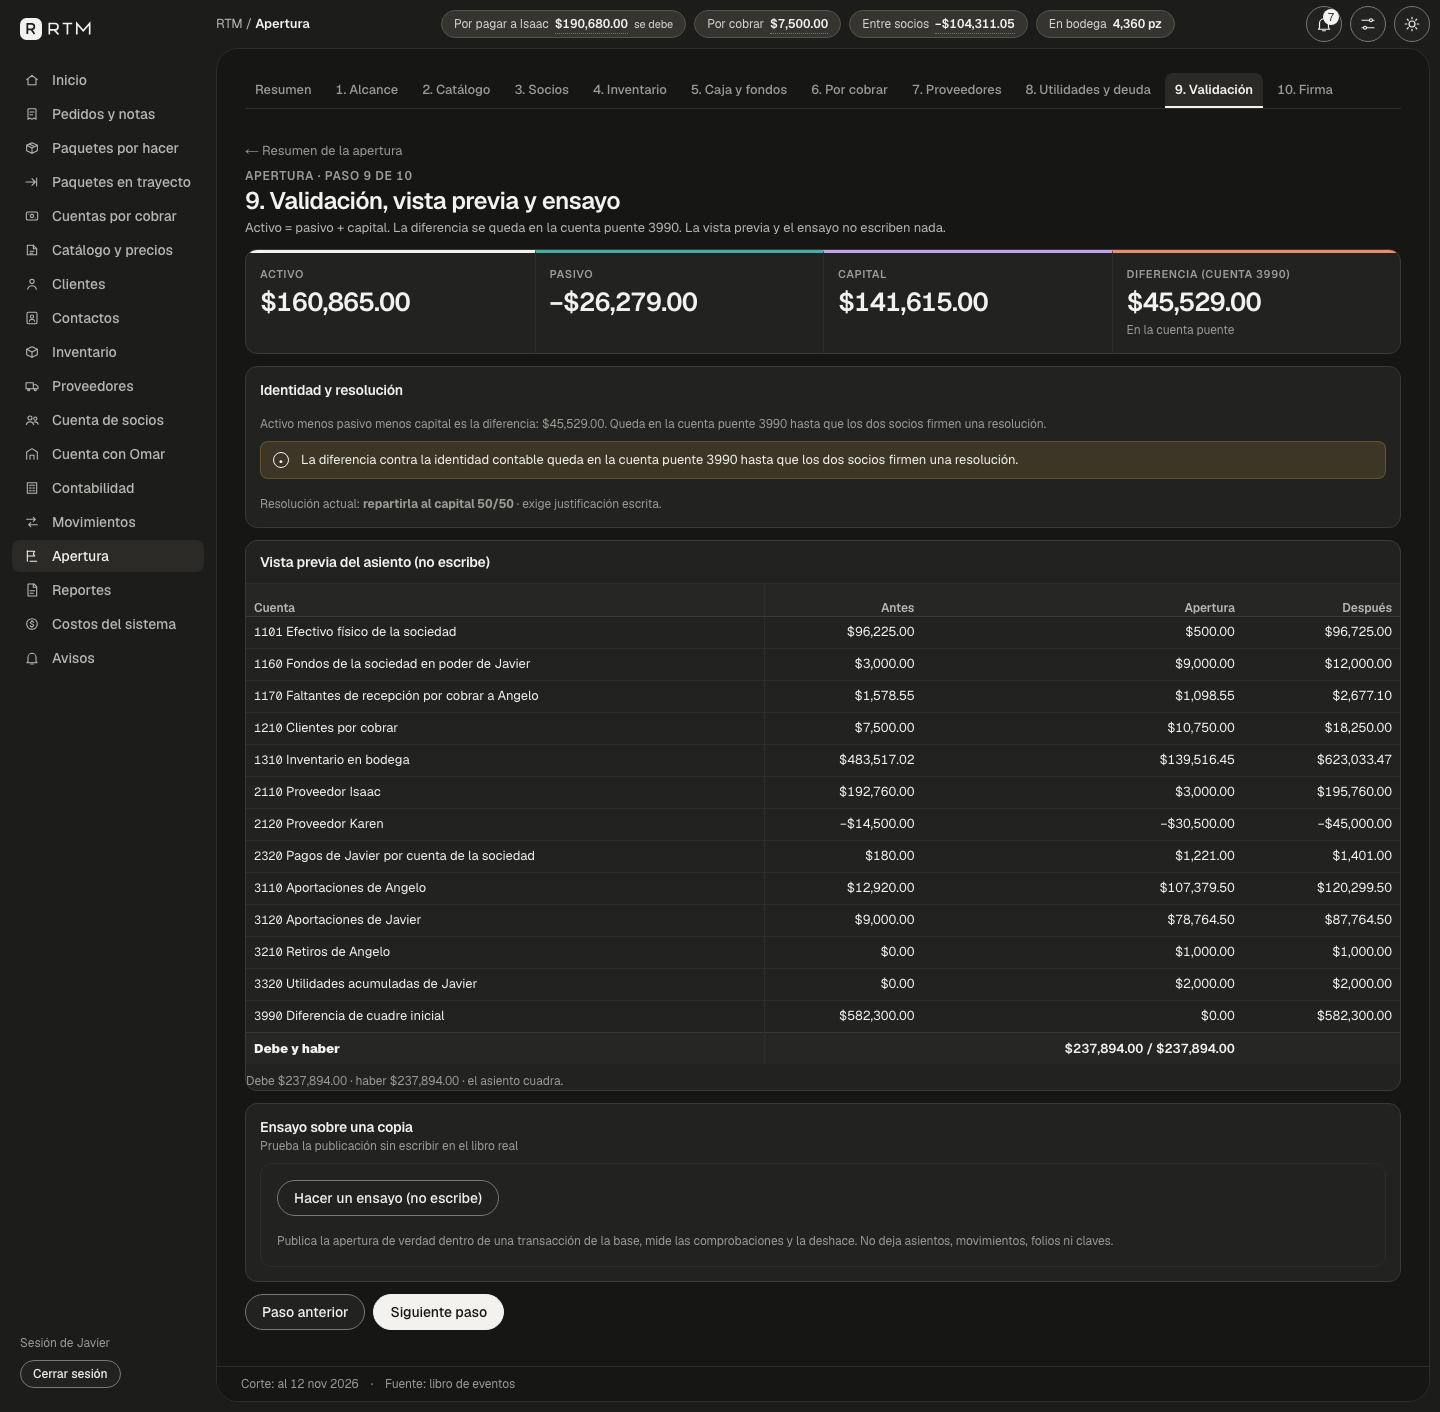 R RTM
RTM / Apertura
Por pagar a Isaac $190,680.00 se debe
Por cobrar $7,500.00
Entre socios −$104,311.05
En bodega 4,360 pz
7
Inicio
Pedidos y notas
Paquetes por hacer
Paquetes en trayecto
Cuentas por cobrar
Catálogo y precios
Clientes
Contactos
Inventario
Proveedores
Cuenta de socios
Cuenta con Omar
Contabilidad
Movimientos
Apertura
Reportes
Costos del sistema
Avisos
Sesión de Javier
Cerrar sesión
Resumen 1. Alcance 2. Catálogo 3. Socios 4. Inventario 5. Caja y fondos 6. Por cobrar 7. Proveedores 8. Utilidades y deuda 9. Validación 10. Firma
← Resumen de la apertura
APERTURA · PASO 9 DE 10
9. Validación, vista previa y ensayo
Activo = pasivo + capital. La diferencia se queda en la cuenta puente 3990. La vista previa y el ensayo no escriben nada.
ACTIVO
$160,865.00
PASIVO
−$26,279.00
CAPITAL
$141,615.00
DIFERENCIA (CUENTA 3990)
$45,529.00
En la cuenta puente
Identidad y resolución
Activo menos pasivo menos capital es la diferencia: $45,529.00. Queda en la cuenta puente 3990 hasta que los dos socios firmen una resolución.
La diferencia contra la identidad contable queda en la cuenta puente 3990 hasta que los dos socios firmen una resolución.
Resolución actual: repartirla al capital 50/50 · exige justificación escrita.
Vista previa del asiento (no escribe)
Cuenta Antes Apertura Después
1101 Efectivo físico de la sociedad $96,225.00 $500.00 $96,725.00
1160 Fondos de la sociedad en poder de Javier $3,000.00 $9,000.00 $12,000.00
1170 Faltantes de recepción por cobrar a Angelo $1,578.55 $1,098.55 $2,677.10
1210 Clientes por cobrar $7,500.00 $10,750.00 $18,250.00
1310 Inventario en bodega $483,517.02 $139,516.45 $623,033.47
2110 Proveedor Isaac $192,760.00 $3,000.00 $195,760.00
2120 Proveedor Karen −$14,500.00 −$30,500.00 −$45,000.00
2320 Pagos de Javier por cuenta de la sociedad $180.00 $1,221.00 $1,401.00
3110 Aportaciones de Angelo $12,920.00 $107,379.50 $120,299.50
3120 Aportaciones de Javier $9,000.00 $78,764.50 $87,764.50
3210 Retiros de Angelo $0.00 $1,000.00 $1,000.00
3320 Utilidades acumuladas de Javier $0.00 $2,000.00 $2,000.00
3990 Diferencia de cuadre inicial $582,300.00 $0.00 $582,300.00
Debe y haber $237,894.00 / $237,894.00
Debe $237,894.00 · haber $237,894.00 · el asiento cuadra.
Ensayo sobre una copia
Prueba la publicación sin escribir en el libro real
Hacer un ensayo (no escribe)
Publica la apertura de verdad dentro de una transacción de la base, mide las comprobaciones y la deshace. No deja asientos, movimientos, folios ni claves.
Paso anterior
Siguiente paso
Corte: al 12 nov 2026 · Fuente: libro de eventos